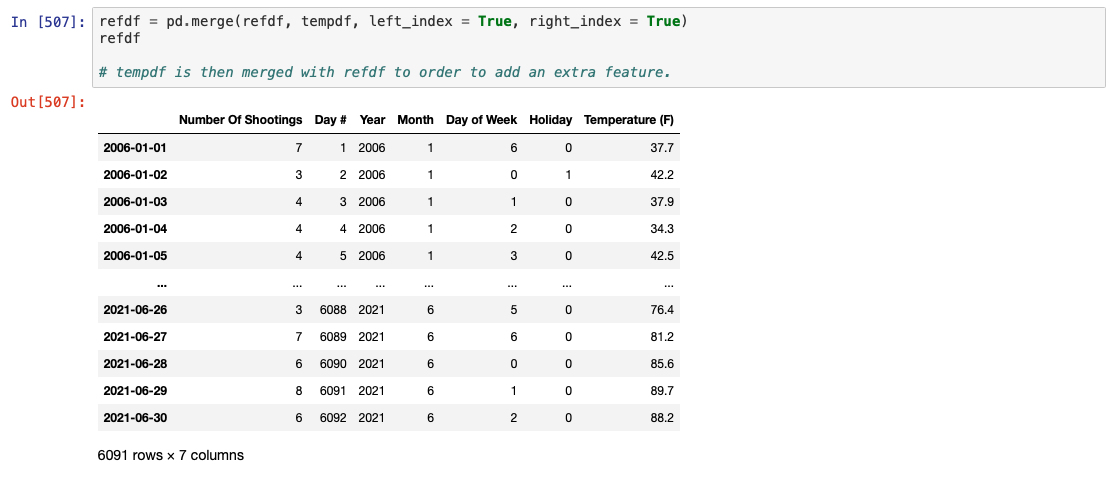 In [507]: refdf = pd.merge(refdf, tempdf, left_index = True, right_index = True)
refdf
# tempdf is then merged with refdf to order to add an extra feature.
Out[507]:
Number Of Shootings Day # Year Month Day of Week Holiday Temperature (F)
2006-01-01 7 1 2006 1 6 0 37.7
2006-01-02 3 2 2006 1 0 1 42.2
2006-01-03 4 3 2006 1 1 0 37.9
2006-01-04 4 4 2006 1 2 0 34.3
2006-01-05 4 5 2006 1 3 0 42.5
... ... ... ... ... ... ... ...
2021-06-26 3 6088 2021 6 5 0 76.4
2021-06-27 7 6089 2021 6 6 0 81.2
2021-06-28 6 6090 2021 6 0 0 85.6
2021-06-29 8 6091 2021 6 1 0 89.7
2021-06-30 6 6092 2021 6 2 0 88.2
6091 rows × 7 columns